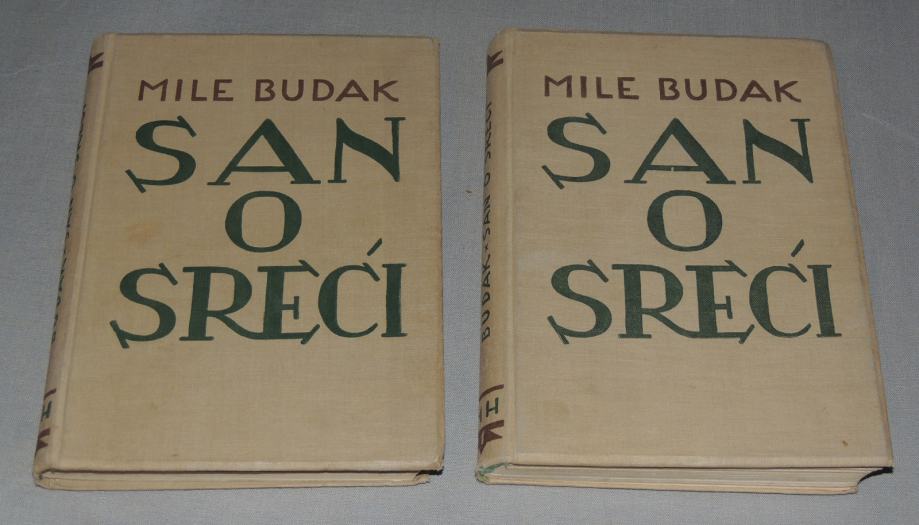 MILE BUDAK
SAN
O
SREĆI
MILE BUDAK
SAN
O
SREĆI
BUDAK • SAN O SREĆI
H
H